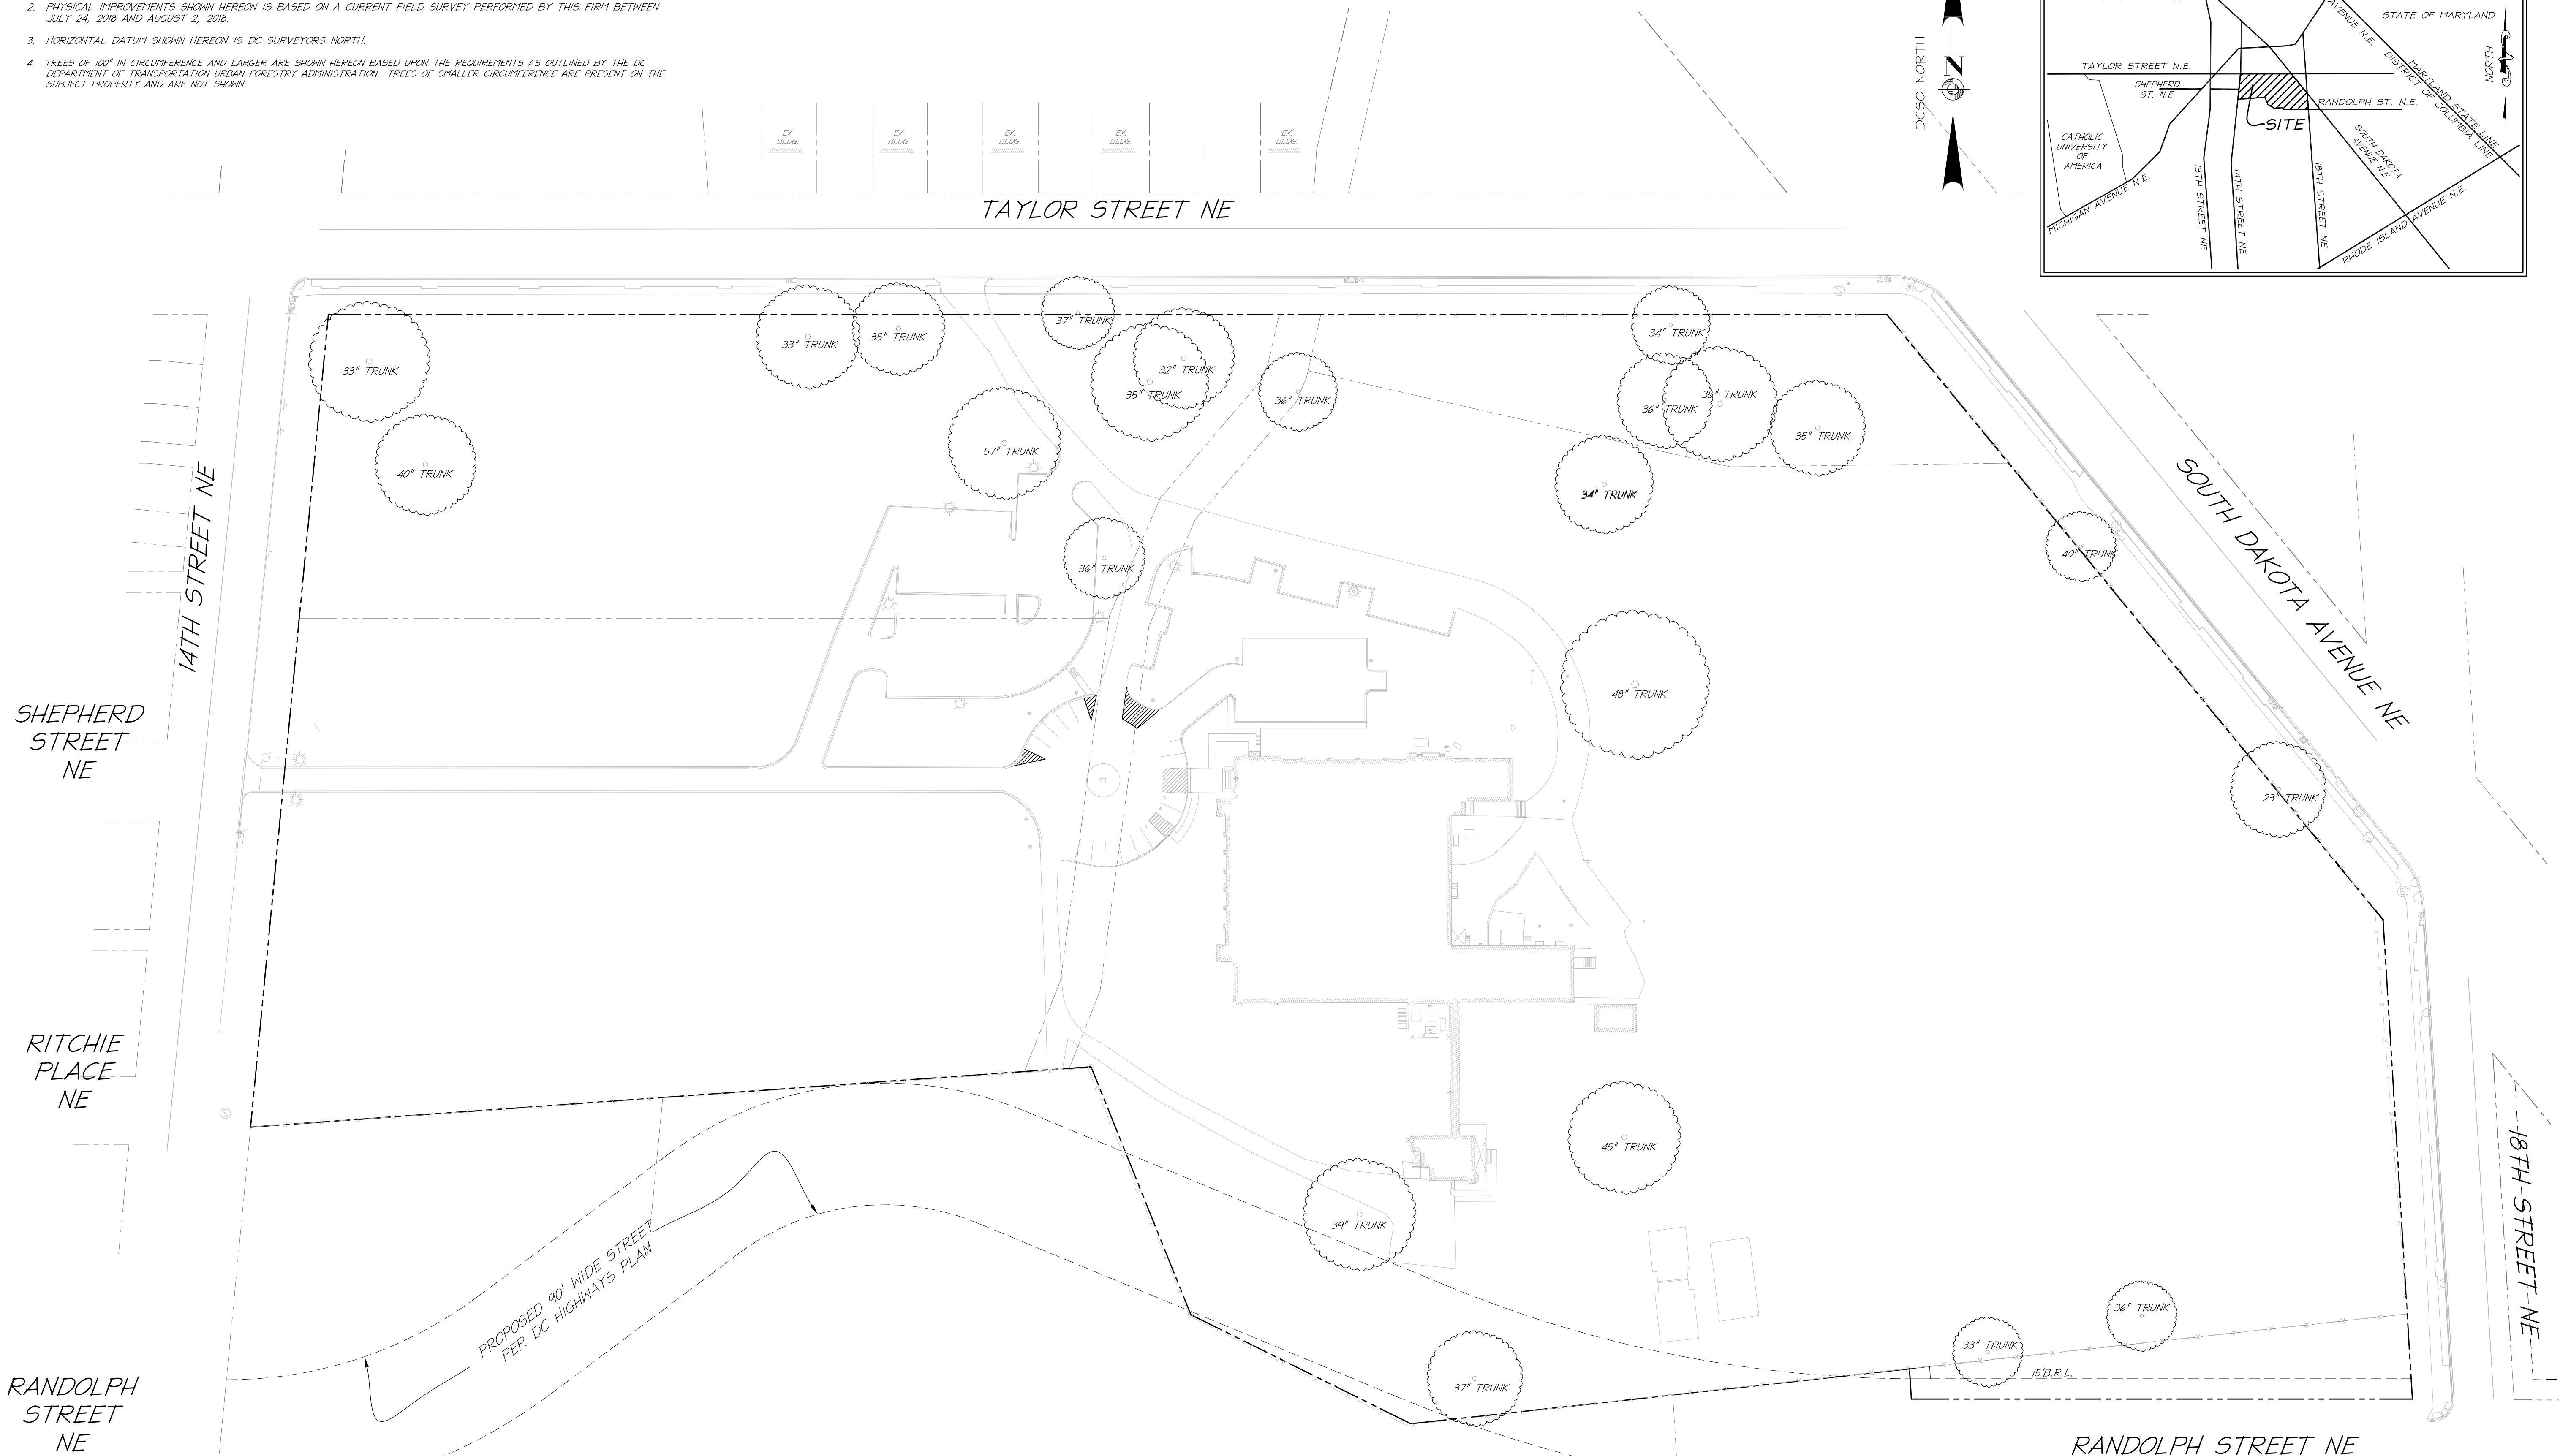 2. PHYSICAL IMPROVEMENTS SHOWN HEREON IS BASED ON A CURRENT FIELD SURVEY PERFORMED BY THIS FIRM BETWEEN
JULY 24, 2018 AND AUGUST 2, 2018.
3. HORIZONTAL DATUM SHOWN HEREON IS DC SURVEYORS NORTH.
4. TREES OF 100" IN CIRCUMFERENCE AND LARGER ARE SHOWN HEREON BASED UPON THE REQUIREMENTS AS OUTLINED BY THE DC
DEPARTMENT OF TRANSPORTATION URBAN FORESTRY ADMINISTRATION. TREES OF SMALLER CIRCUMFERENCE ARE PRESENT ON THE
SUBJECT PROPERTY AND ARE NOT SHOWN.
DCSO NORTH
N
AVENUE N.E.
STATE OF MARYLAND
NORTH
MARYLAND STATE LINE
DISTRICT OF COLUMBIA LINE
TAYLOR STREET N.E.
SHEPHERD
ST. N.E.
RANDOLPH ST. N.E.
SITE
CATHOLIC
UNIVERSITY
OF
AMERICA
SOUTH DAKOTA
AVENUE N.E.
MICHIGAN AVENUE N.E.
13TH STREET NE
14TH STREET NE
18TH STREET NE
RHODE ISLAND AVENUE N.E.
EX.
BLDG.
EX.
BLDG.
EX.
BLDG.
EX.
BLDG.
EX.
BLDG.
TAYLOR STREET NE
33" TRUNK
40" TRUNK
33" TRUNK
35" TRUNK
37" TRUNK
32" TRUNK
35" TRUNK
36" TRUNK
57" TRUNK
36" TRUNK
34" TRUNK
36" TRUNK
TRUNK
35" TRUNK
34" TRUNK
40" TRUNK
48" TRUNK
23" TRUNK
14TH STREET NE
SOUTH DAKOTA AVENUE NE
SHEPHERD
STREET
NE
RITCHIE
PLACE
NE
45" TRUNK
39" TRUNK
37" TRUNK
33" TRUNK
36" TRUNK
15'B.R.L.
18TH STREET NE
PROPOSED 90' WIDE STREET
PER DC HIGHWAYS PLAN
RANDOLPH
STREET
NE
RANDOLPH STREET NE